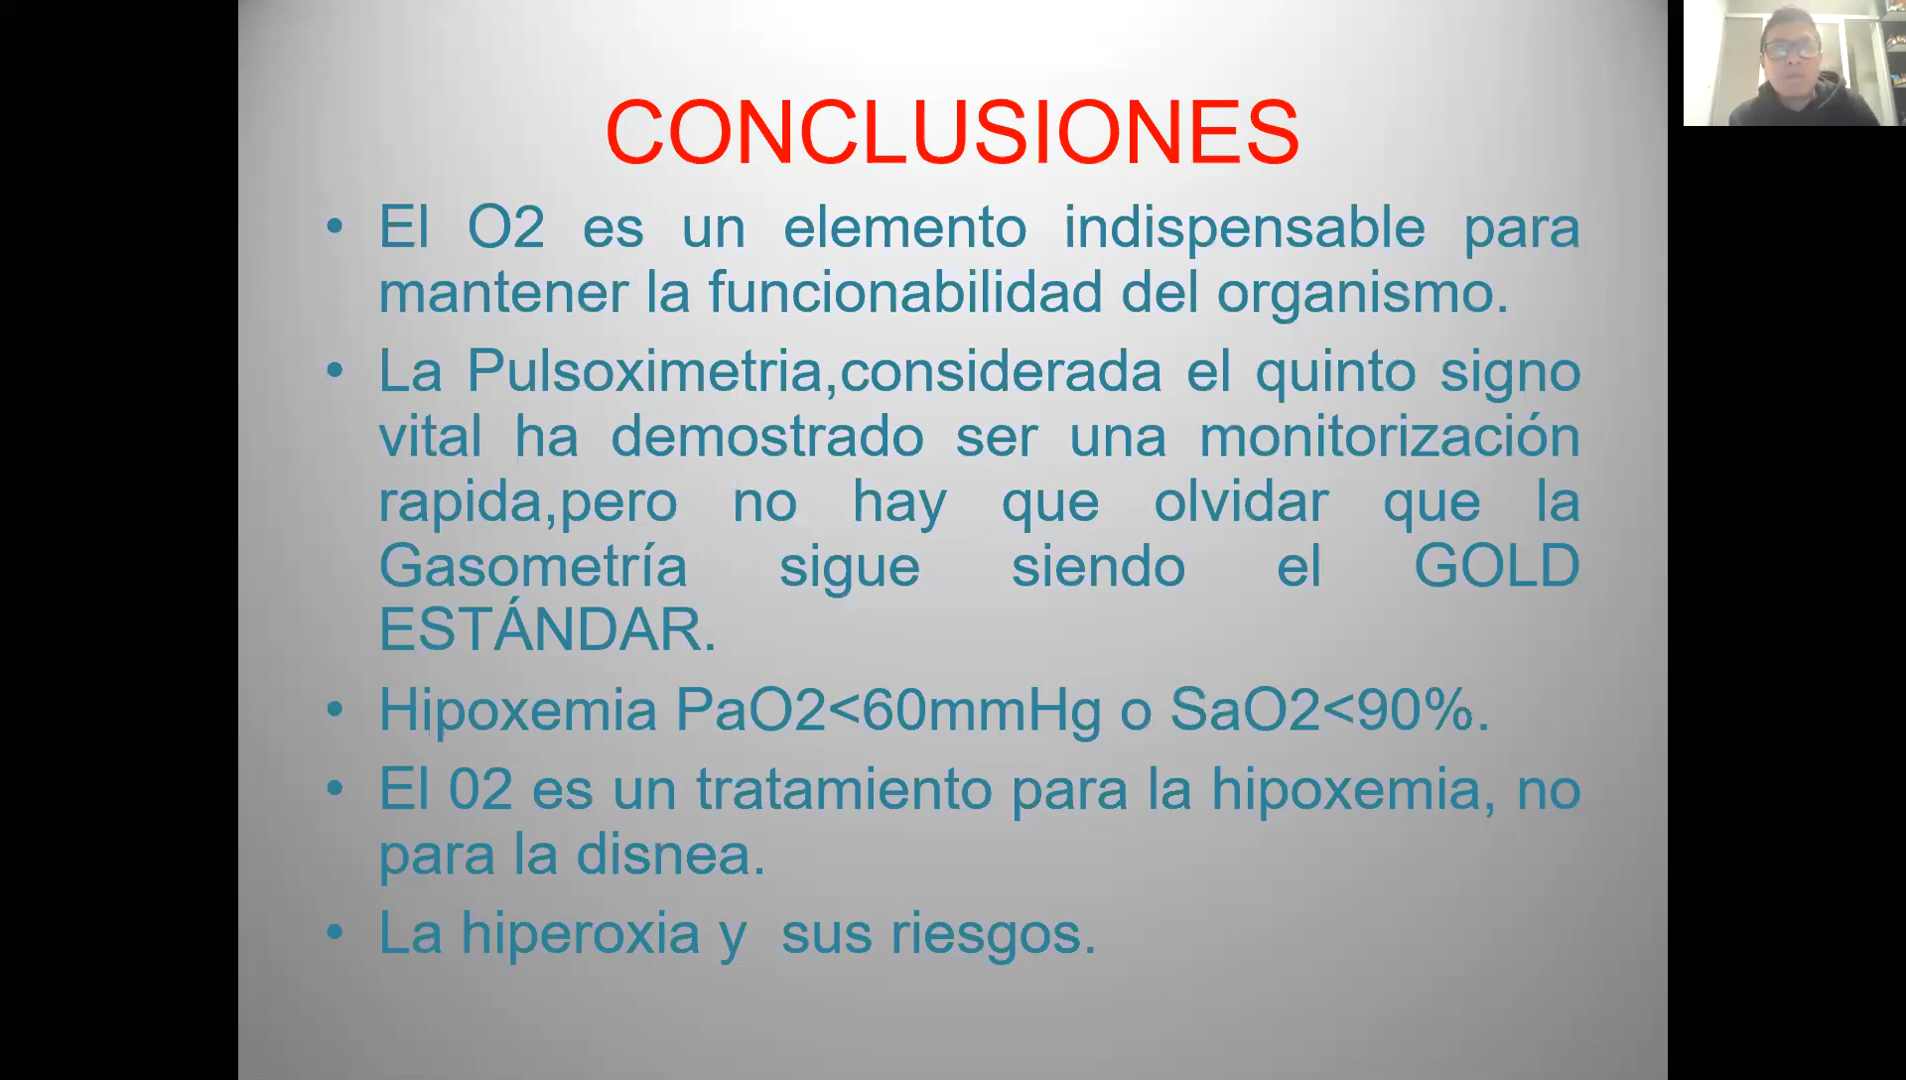 CONCLUSIONES
• El O2 es un elemento indispensable para
mantener la funcionabilidad del organismo.
• La Pulsoximetria,considerada el quinto signo
vital ha demostrado ser una monitorización
rapida,pero no hay que olvidar que la
Gasometría sigue siendo el GOLD
ESTÁNDAR.
• Hipoxemia PaO2<60mmHg o SaO2<90%.
• El 02 es un tratamiento para la hipoxemia, no
para la disnea.
• La hiperoxia y  sus riesgos.